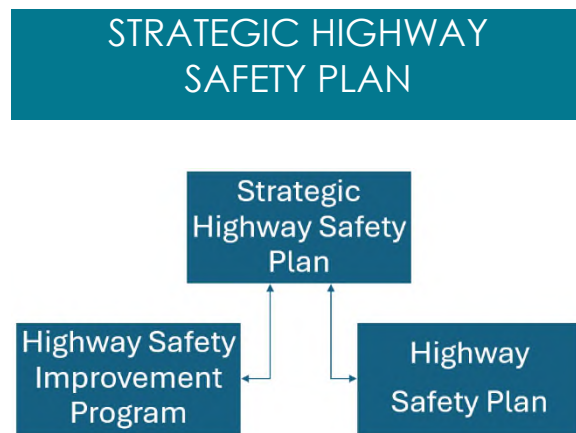 STRATEGIC HIGHWAY
SAFETY PLAN
Strategic
Highway Safety
Plan
Highway Safety
Improvement
Program
Highway
Safety Plan